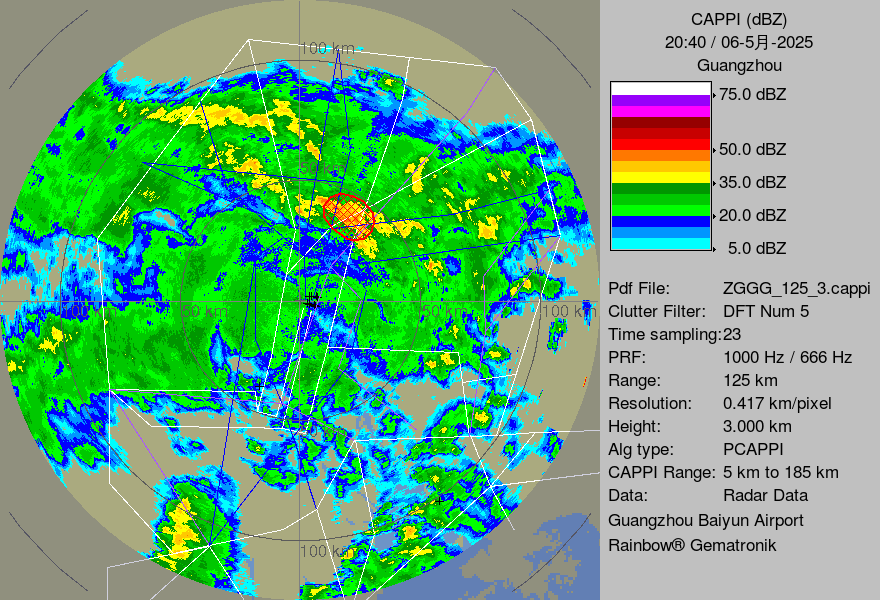 CAPPI (dBZ)
20:40 / 06-5月-2025
Guangzhou
75.0 dBZ
50.0 dBZ
35.0 dBZ
20.0 dBZ
5.0 dBZ
Pdf File: ZGGG_125_3.cappi
Clutter Filter: DFT Num 5
Time sampling:23
PRF: 1000 Hz / 666 Hz
Range: 125 km
Resolution: 0.417 km/pixel
Height: 3.000 km
Alg type: PCAPPI
CAPPI Range: 5 km to 185 km
Data: Radar Data
Guangzhou Baiyun Airport
Rainbow® Gematronik
100 km
50 km
50 km
100 km
100 km